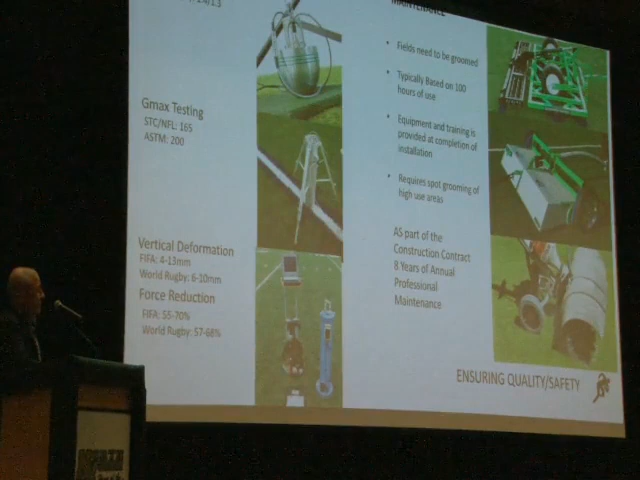 MAINTENANCE
Gmax Testing
STC/NFL: 165
ASTM: 200
Vertical Deformation
FIFA: 4-13mm
World Rugby: 6-10mm
Force Reduction
FIFA: 55-70%
World Rugby: 57-68%
• Fields need to be groomed
• Typically Based on 100
hours of use
• Equipment and training is
provided at completion of
installation
• Requires spot grooming of
high use areas
AS part of the
Construction Contract
8 Years of Annual
Professional
Maintenance
ENSURING QUALITY/SAFETY